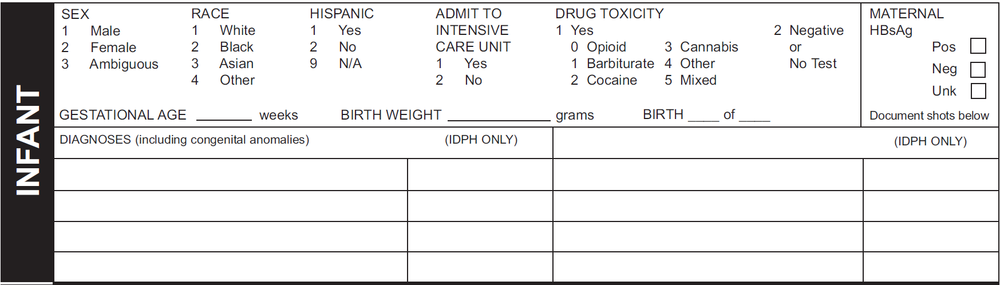 INFANT
SEX
1 Male
2 Female
3 Ambiguous
RACE
1 White
2 Black
3 Asian
4 Other
HISPANIC
1 Yes
2 No
9 N/A
ADMIT TO
INTENSIVE
CARE UNIT
1 Yes
2 No
DRUG TOXICITY
1 Yes
0 Opioid 3 Cannabis
1 Barbiturate 4 Other
2 Cocaine 5 Mixed
2 Negative
or
No Test
MATERNAL
HBsAg
Pos
Neg
Unk
Document shots below
GESTATIONAL AGE _______ weeks BIRTH WEIGHT _____________ grams BIRTH ____ of ____
DIAGNOSES (including congenital anomalies) (IDPH ONLY) (IDPH ONLY)